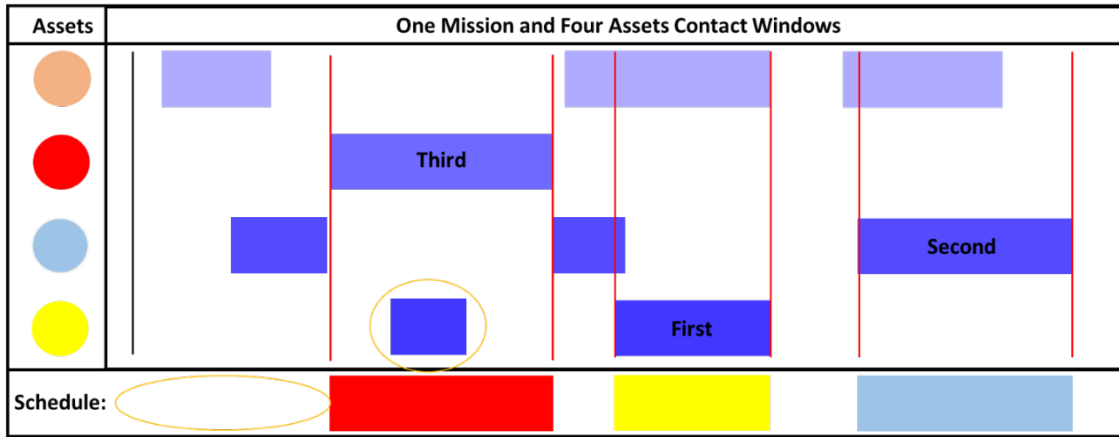 Assets
One Mission and Four Assets Contact Windows
Third
Second
First
Schedule: